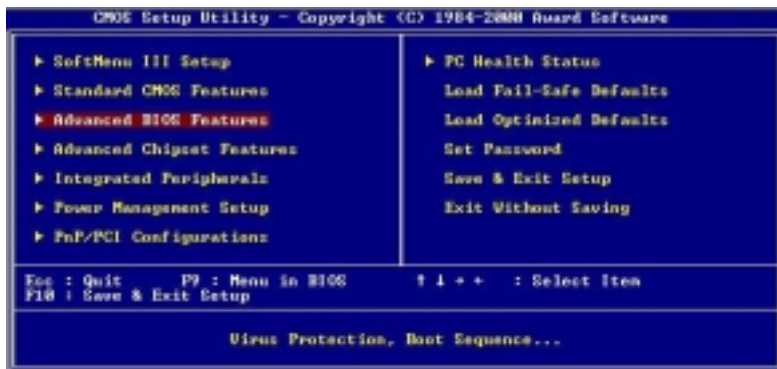 CMOS Setup Utility - Copyright (C) 1984-2000 Award Software
▶ SoftMenu III Setup
▶ Standard CMOS Features
▶ Advanced BIOS Features
▶ Advanced Chipset Features
▶ Integrated Peripherals
▶ Power Management Setup
▶ PnP/PCI Configurations
▶ PC Health Status
Load Fail-Safe Defaults
Load Optimized Defaults
Set Password
Save & Exit Setup
Exit Without Saving
Esc : Quit F9 : Menu in BIOS ↑ ↓ → ← : Select Item
F10 : Save & Exit Setup
Virus Protection, Boot Sequence...